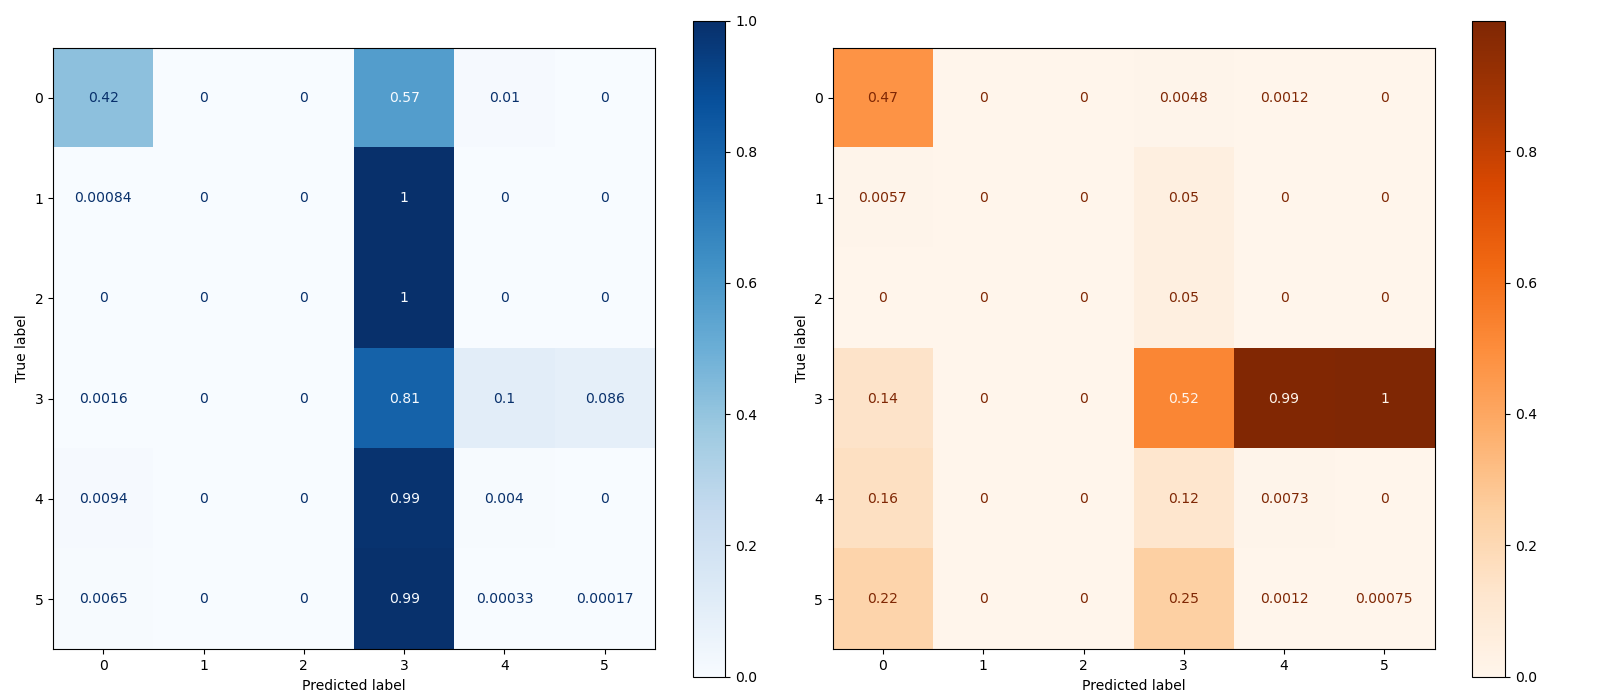 1.0
0 0.42 0 0 0.57 0.01 0
0.8
1 0.00084 0 0 1 0 0
0.6
2 0 0 0 1 0 0
True label
3 0.0016 0 0 0.81 0.1 0.086
0.4
4 0.0094 0 0 0.99 0.004 0
0.2
5 0.0065 0 0 0.99 0.00033 0.00017
0.0
0 1 2 3 4 5
Predicted label
0 0.47 0 0 0.0048 0.0012 0
0.8
1 0.0057 0 0 0.05 0 0
0.6
2 0 0 0 0.05 0 0
True label
3 0.14 0 0 0.52 0.99 1
0.4
4 0.16 0 0 0.12 0.0073 0
0.2
5 0.22 0 0 0.25 0.0012 0.00075
0.0
0 1 2 3 4 5
Predicted label